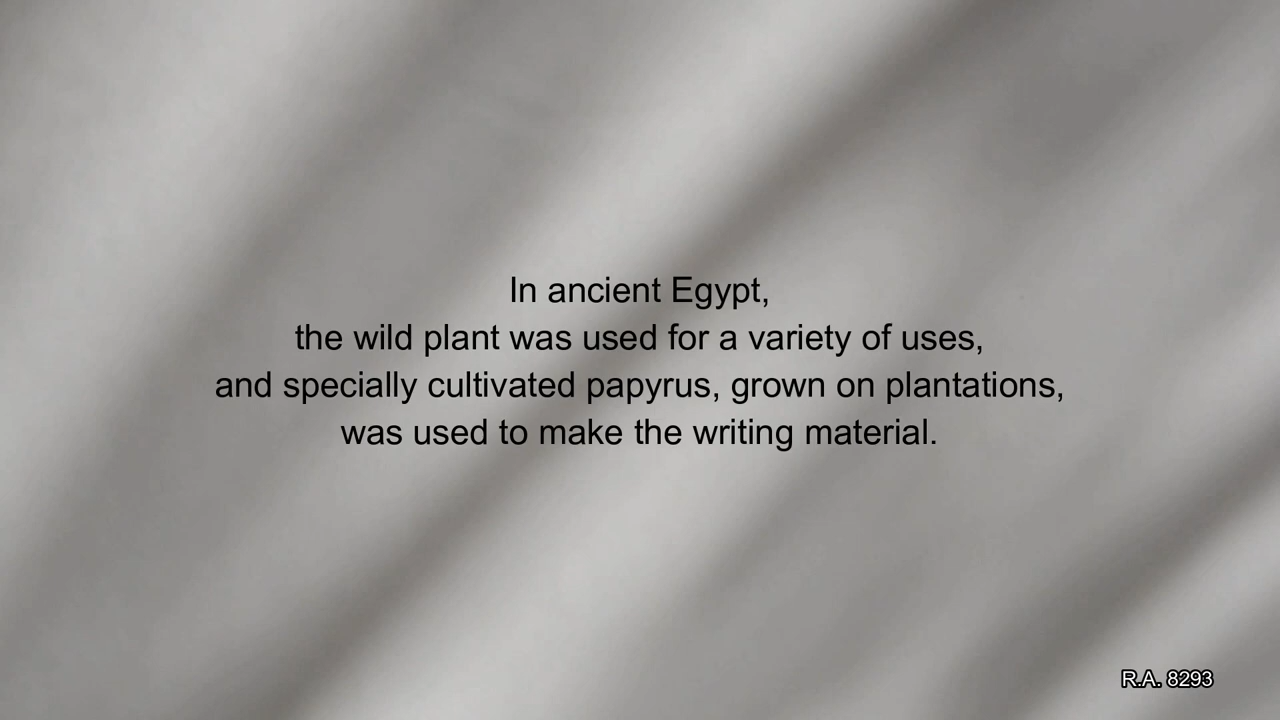 In ancient Egypt,
the wild plant was used for a variety of uses,
and specially cultivated papyrus, grown on plantations,
was used to make the writing material.
R.A. 8293